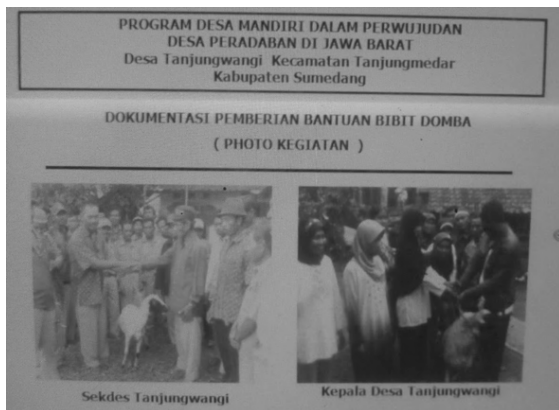 PROGRAM DESA MANDIRI DALAM PERWUJUDAN
DESA PERADABAN DI JAWA BARAT
Desa Tanjungwangi Kecamatan Tanjungmedar
Kabupaten Sumedang
DOKUMENTASI PEMBERIAN BANTUAN BIBIT DOMBA
( PHOTO KEGIATAN )
Sekdes Tanjungwangi
Kepala Desa Tanjungwangi